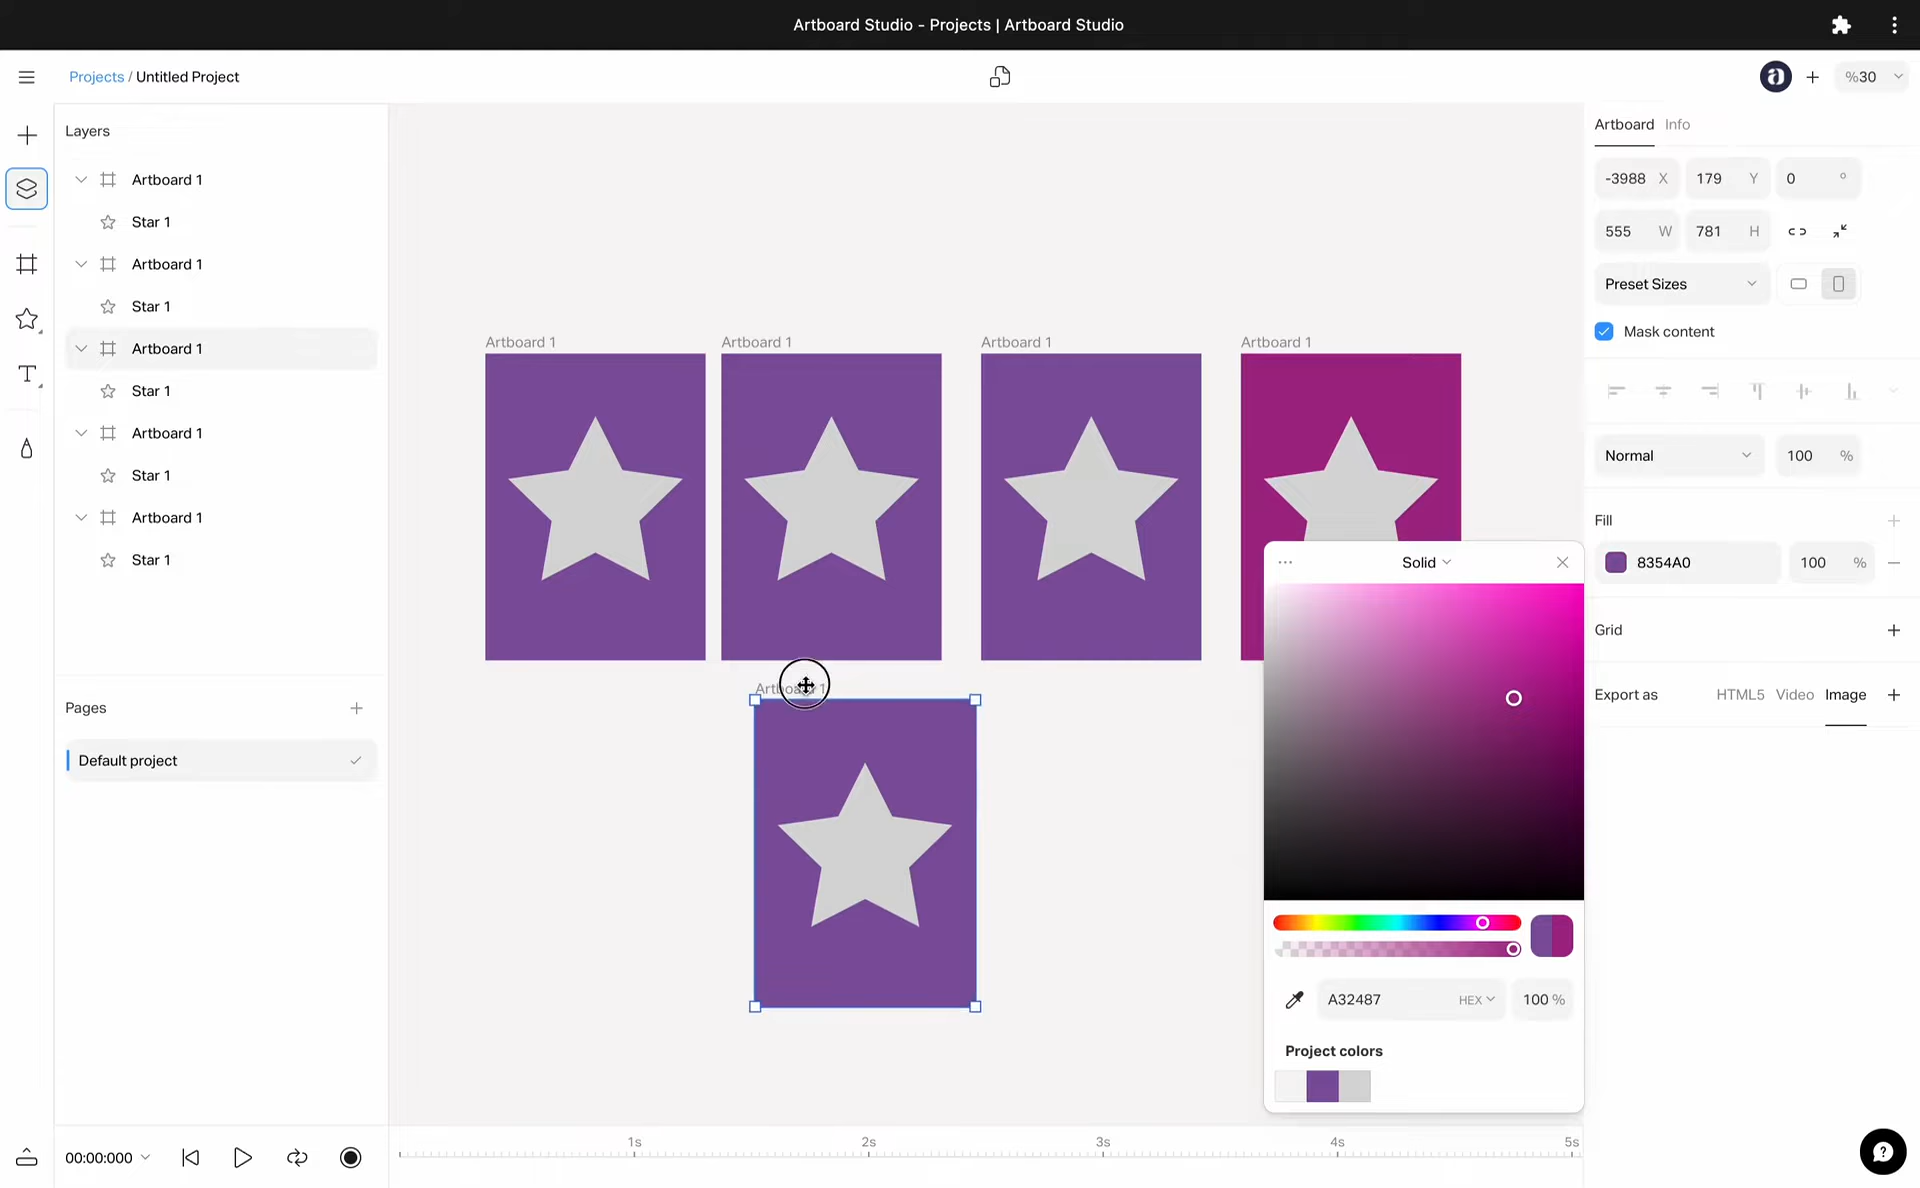 Artboard Studio - Projects | Artboard Studio
Projects / Untitled Project
%30
Layers
Artboard 1
Star 1
Artboard 1
Star 1
Artboard 1
Star 1
Artboard 1
Star 1
Artboard 1
Star 1
Pages
Default project
Artboard 1
Artboard 1
Artboard 1
Artboard 1
Artboard 1
Artboard Info
-3988 X 179 Y 0 °
555 W 781 H
Preset Sizes
Mask content
Normal 100 %
Fill
8354A0 100 %
Grid
Export as HTML5 Video Image
Solid
A32487 HEX 100 %
Project colors
00:00:000
1s 2s 3s 4s 5s